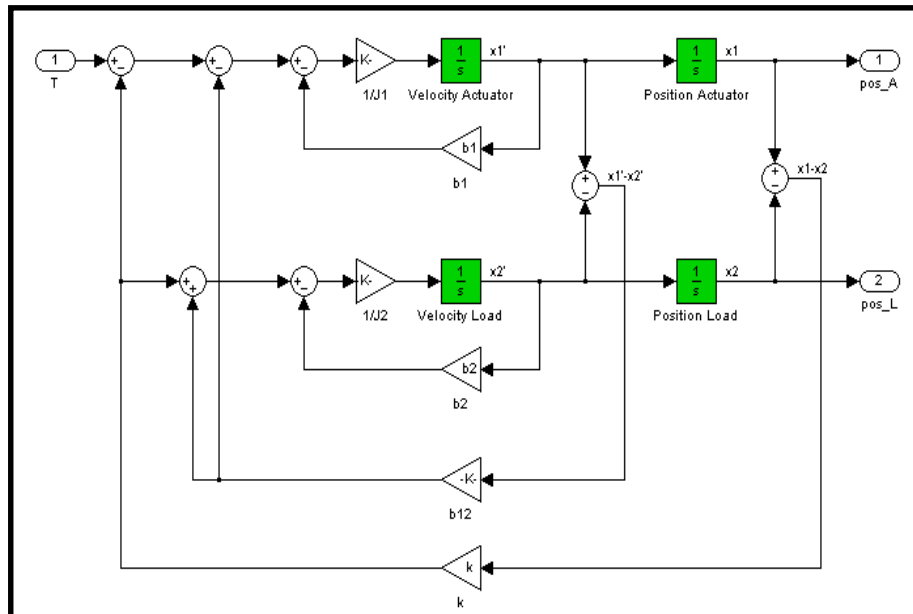 1
T
K-
1/J1
1
s
x1'
Velocity Actuator
1
s
x1
Position Actuator
1
pos_A
b1
b1
x1'-x2'
x1-x2
K-
1/J2
1
s
x2'
Velocity Load
1
s
x2
Position Load
2
pos_L
b2
b2
-K-
b12
k
k